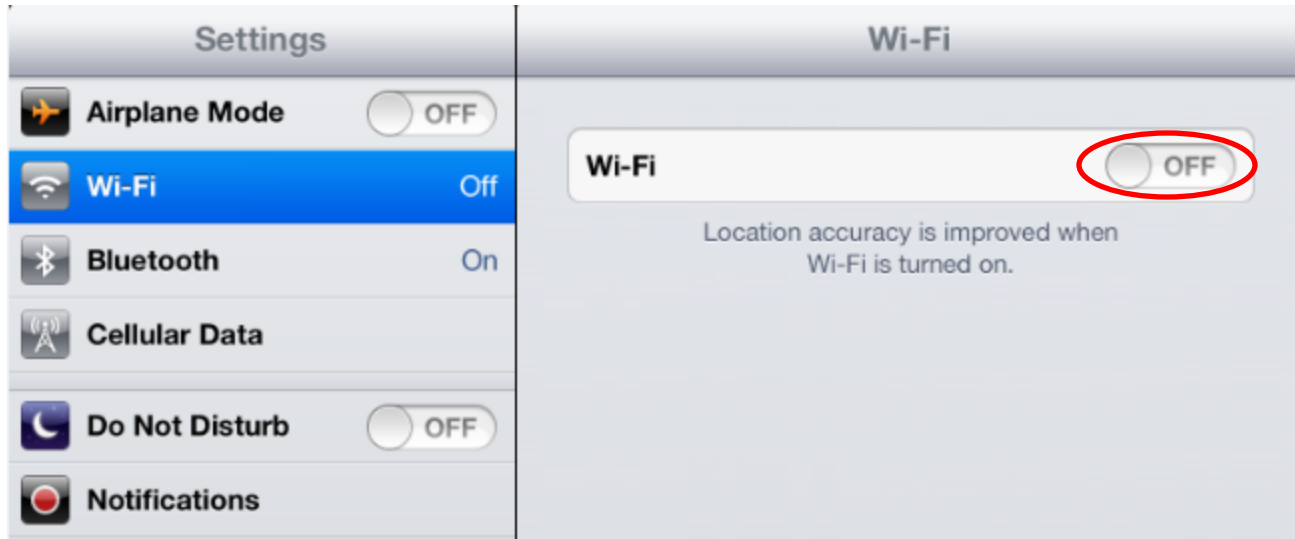 Settings
Airplane Mode OFF
Wi-Fi Off
Bluetooth On
Cellular Data
Do Not Disturb OFF
Notifications
Wi-Fi
Wi-Fi OFF
Location accuracy is improved when
Wi-Fi is turned on.